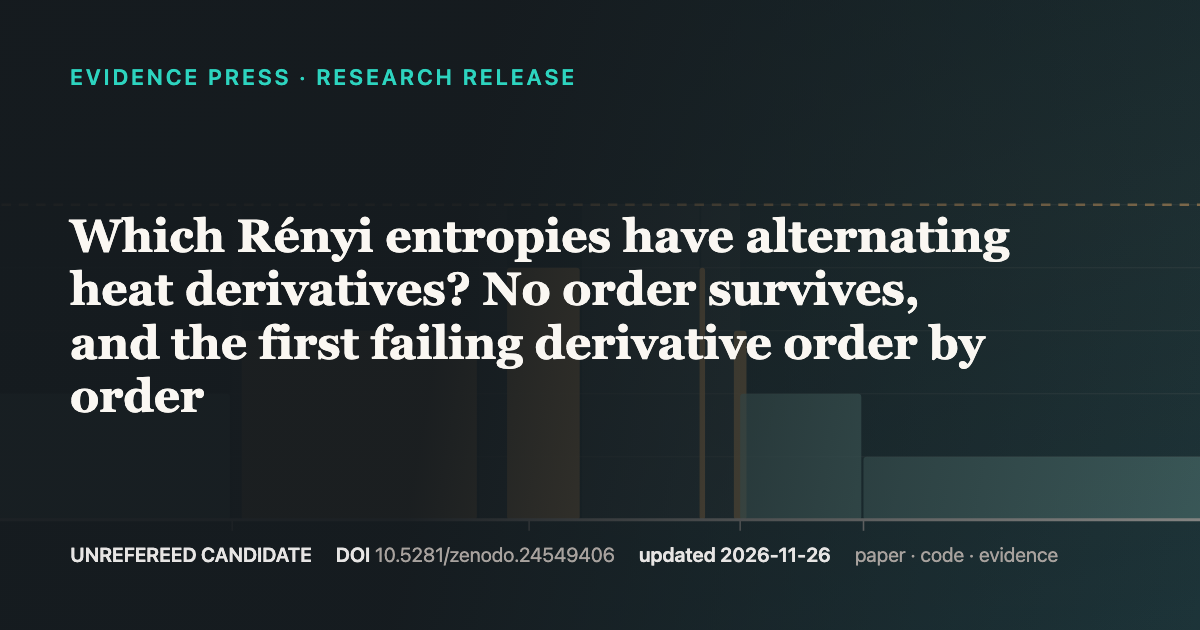 EVIDENCE PRESS · RESEARCH RELEASE
Which Rényi entropies have alternating
heat derivatives? No order survives,
and the first failing derivative order by
order
UNREFEREED CANDIDATE DOI 10.5281/zenodo.24549406 updated 2026-11-26 paper · code · evidence